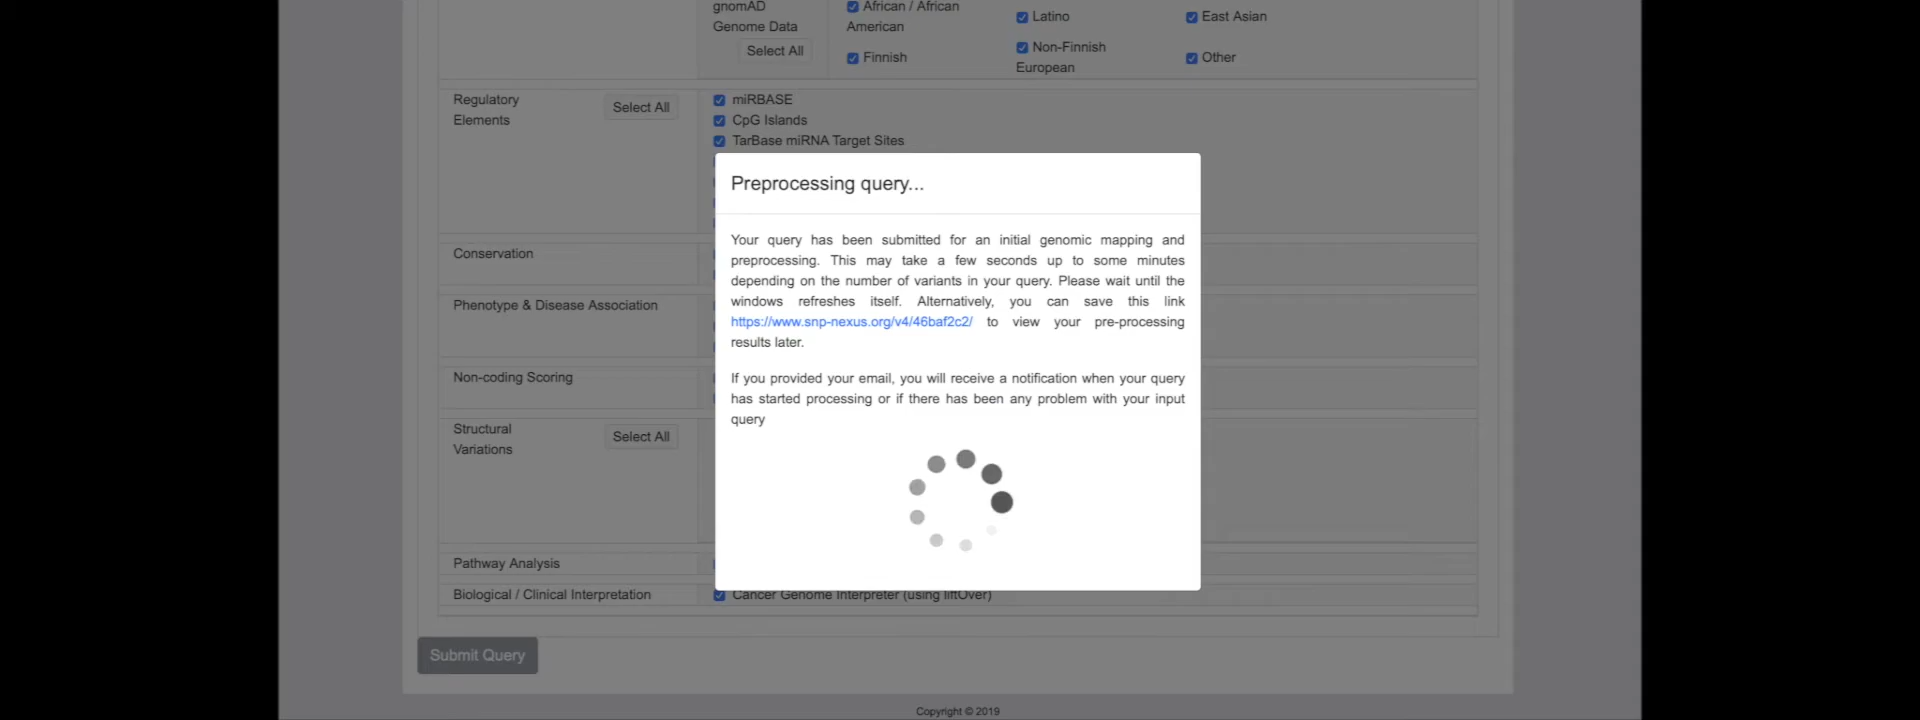 gnomAD
Genome Data
Select All
African / African
American
Latino
East Asian
Finnish
Non-Finnish
European
Other
Regulatory
Elements
Select All
miRBASE
CpG Islands
TarBase miRNA Target Sites
Preprocessing query...
Your query has been submitted for an initial genomic mapping and
preprocessing. This may take a few seconds up to some minutes
depending on the number of variants in your query. Please wait until the
windows refreshes itself. Alternatively, you can save this link
https://www.snp-nexus.org/v4/46baf2c2/ to view your pre-processing
results later.
If you provided your email, you will receive a notification when your query
has started processing or if there has been any problem with your input
query
Conservation
Phenotype & Disease Association
Non-coding Scoring
Structural
Variations
Select All
Pathway Analysis
Biological / Clinical Interpretation
Cancer Genome Interpreter (using liftOver)
Submit Query
Copyright © 2019